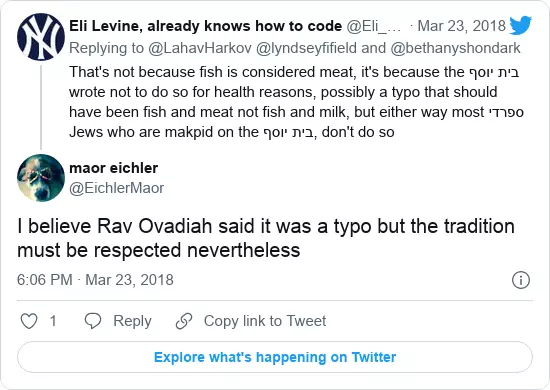 Eli Levine, already knows how to code @Eli_… · Mar 23, 2018
Replying to @LahavHarkov @lyndseyfifield and @bethanyshondark
That's not because fish is considered meat, it's because the בית יוסף
wrote not to do so for health reasons, possibly a typo that should
have been fish and meat not fish and milk, but either way most ספרדי
Jews who are makpid on the בית יוסף, don't do so
maor eichler
@EichlerMaor
I believe Rav Ovadiah said it was a typo but the tradition
must be respected nevertheless
6:06 PM · Mar 23, 2018
1 Reply Copy link to Tweet
Explore what's happening on Twitter